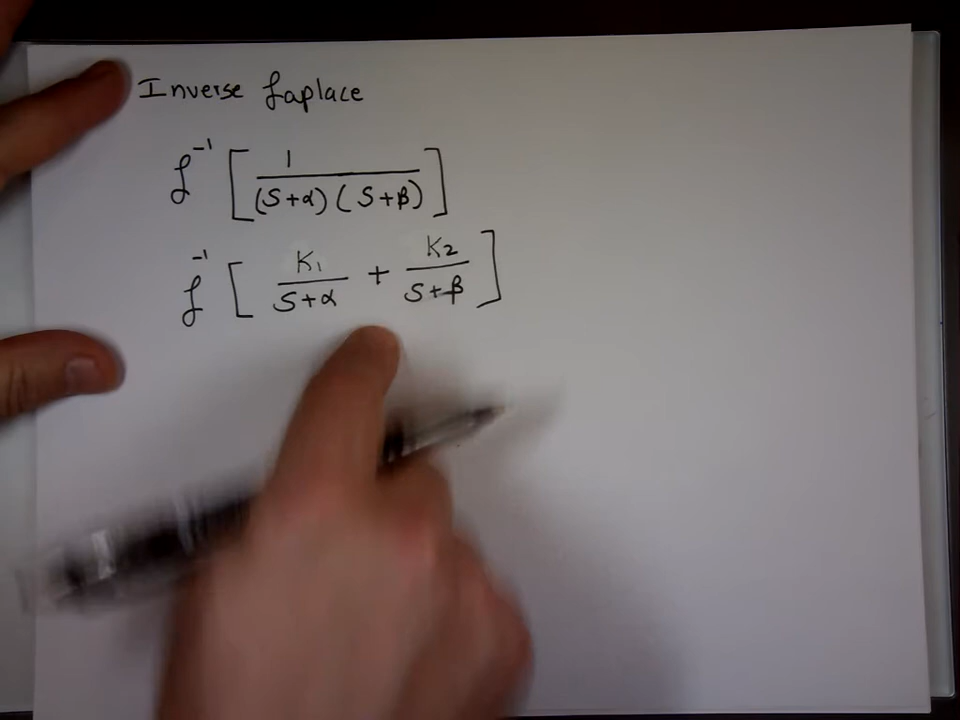 Inverse Laplace
ℒ⁻¹ [ 1 / (S+α)(S+β) ]
ℒ⁻¹ [ K₁ / S+α + K₂ / S+β ]